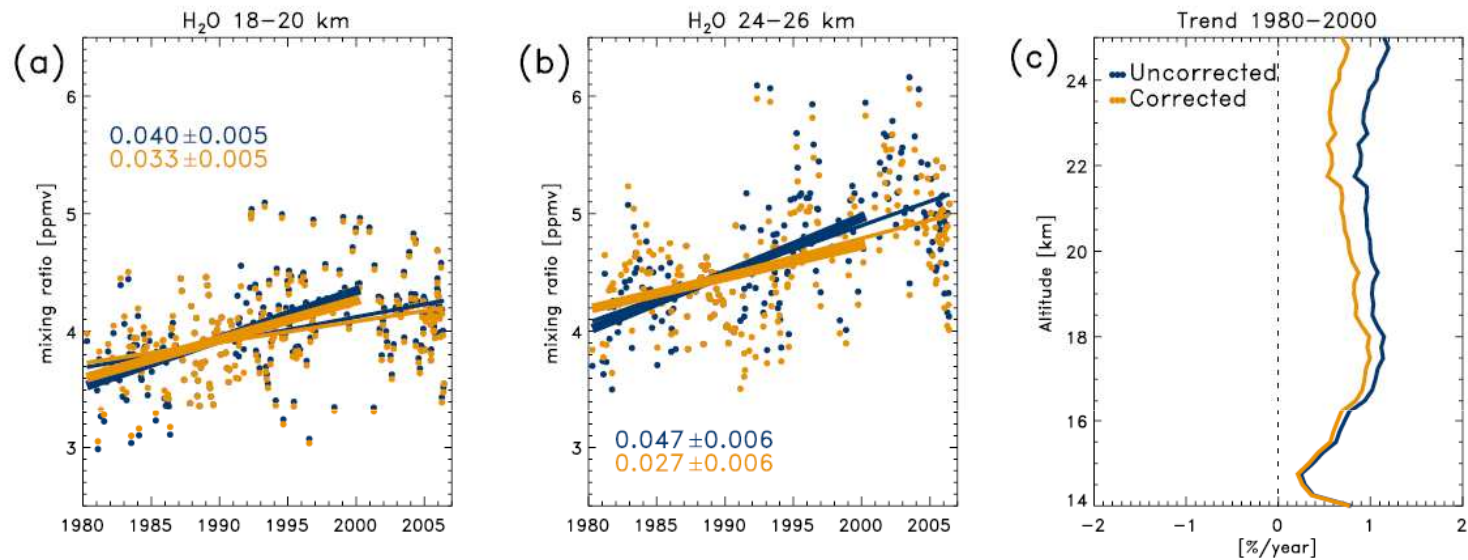 H₂O 18−20 km
(a)
0.040±0.005
0.033±0.005
mixing ratio [ppmv]
6
5
4
3
1980 1985 1990 1995 2000 2005
H₂O 24−26 km
(b)
0.047±0.006
0.027±0.006
mixing ratio [ppmv]
6
5
4
3
1980 1985 1990 1995 2000 2005
Trend 1980−2000
(c)
Uncorrected
Corrected
Altitude [km]
24
22
20
18
16
14
−2 −1 0 1 2
[%/year]